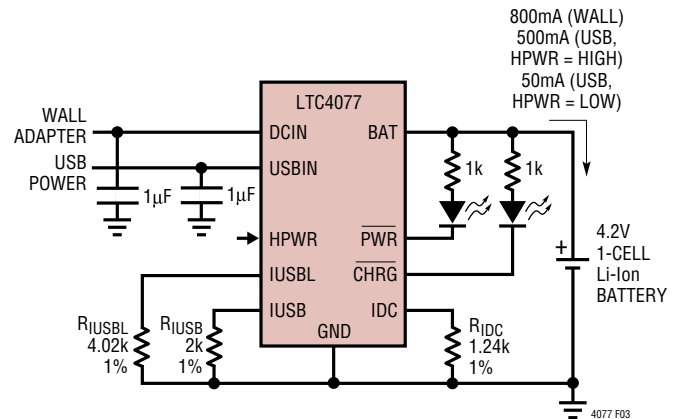 800mA (WALL)
500mA (USB,
HPWR = HIGH)
50mA (USB,
HPWR = LOW)
LTC4077
WALL
ADAPTER
DCIN
BAT
USB
POWER
USBIN
1k
1k
1µF
1µF
HPWR
PWR
4.2V
1-CELL
Li-Ion
BATTERY
+
CHRG
IUSBL
IUSB
IDC
GND
RIUSBL
4.02k
1%
RIUSB
2k
1%
RIDC
1.24k
1%
4077 F03